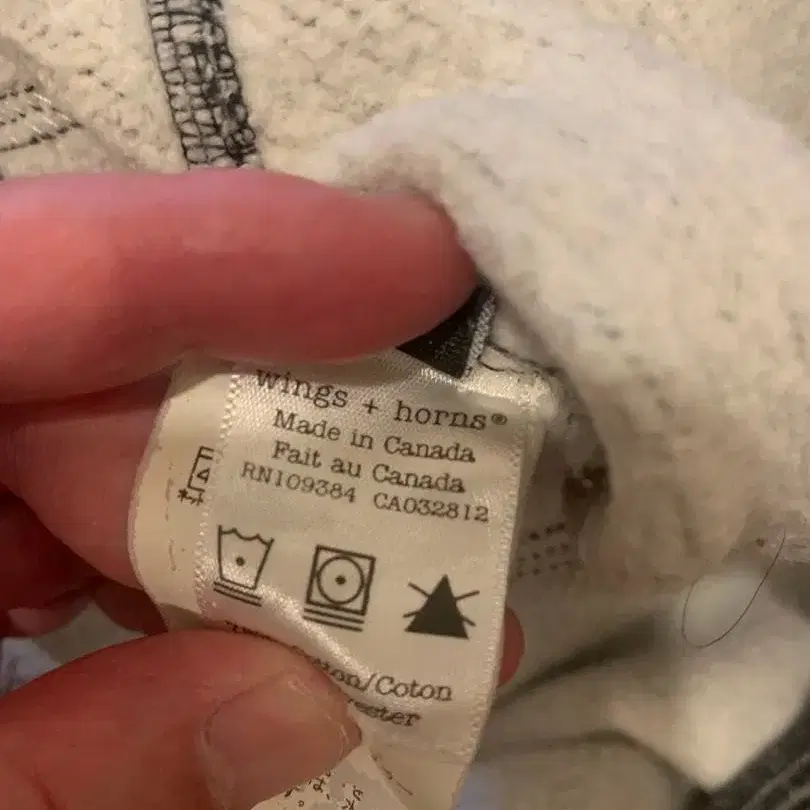 wings + horns®
Made in Canada
Fait au Canada
RN109384 CA032812
/Coton